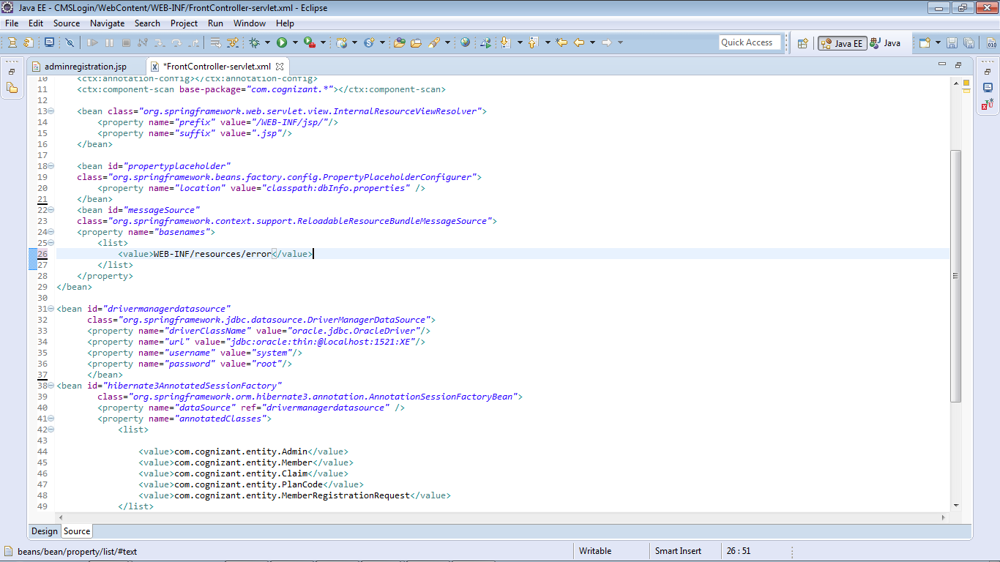 Java EE - CMSLogin/WebContent/WEB-INF/FrontController-servlet.xml - Eclipse
File Edit Source Navigate Search Project Run Window Help
Quick Access Java EE Java
adminregistration.jsp *FrontController-servlet.xml
10 <ctx:annotation-config></ctx:annotation-config>
11 <ctx:component-scan base-package="com.cognizant.*"></ctx:component-scan>
12
13 <bean class="org.springframework.web.servlet.view.InternalResourceViewResolver">
14 <property name="prefix" value="/WEB-INF/jsp/"/>
15 <property name="suffix" value=".jsp"/>
16 </bean>
17
18 <bean id="propertyplaceholder"
19 class="org.springframework.beans.factory.config.PropertyPlaceholderConfigurer">
20 <property name="location" value="classpath:dbInfo.properties" />
21 </bean>
22 <bean id="messageSource"
23 class="org.springframework.context.support.ReloadableResourceBundleMessageSource">
24 <property name="basenames">
25 <list>
26 <value>WEB-INF/resources/error</value>
27 </list>
28 </property>
29 </bean>
30
31 <bean id="drivermanagerdatasource"
32 class="org.springframework.jdbc.datasource.DriverManagerDataSource">
33 <property name="driverClassName" value="oracle.jdbc.OracleDriver"/>
34 <property name="url" value="jdbc:oracle:thin:@localhost:1521:XE"/>
35 <property name="username" value="system"/>
36 <property name="password" value="root"/>
37 </bean>
38 <bean id="hibernate3AnnotatedSessionFactory"
39 class="org.springframework.orm.hibernate3.annotation.AnnotationSessionFactoryBean">
40 <property name="dataSource" ref="drivermanagerdatasource" />
41 <property name="annotatedClasses">
42 <list>
43
44 <value>com.cognizant.entity.Admin</value>
45 <value>com.cognizant.entity.Member</value>
46 <value>com.cognizant.entity.Claim</value>
47 <value>com.cognizant.entity.PlanCode</value>
48 <value>com.cognizant.entity.MemberRegistrationRequest</value>
49 </list>
Design Source
beans/bean/property/list/#text Writable Smart Insert 26 : 51